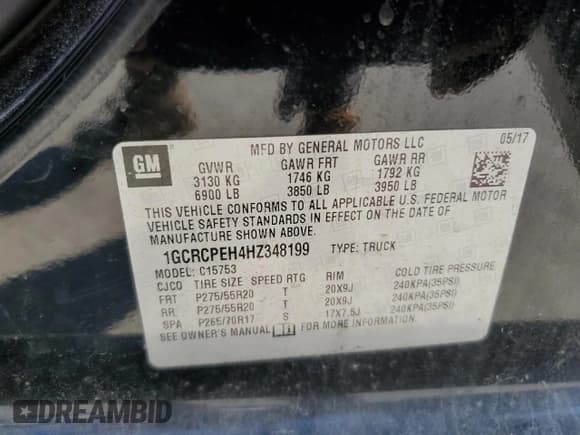 MFD BY GENERAL MOTORS LLC 05/17
GM
GVWR GAWR FRT GAWR RR
3130 KG 1746 KG 1792 KG
6900 LB 3850 LB 3950 LB
THIS VEHICLE CONFORMS TO ALL APPLICABLE U.S. FEDERAL MOTOR
VEHICLE SAFETY STANDARDS IN EFFECT ON THE DATE OF
MANUFACTURE SHOWN ABOVE.
1GCRCPEH4HZ348199 TYPE: TRUCK
MODEL: C15753
CJCO TIRE SIZE SPEED RTG RIM COLD TIRE PRESSURE
FRT P275/55R20 T 20X9J 240KPA(35PSI)
RR P275/55R20 T 20X9J 240KPA(35PSI)
SPA P265/70R17 S 17X7.5J 240KPA(35PSI)
SEE OWNER'S MANUAL FOR MORE INFORMATION.
DREAMBID